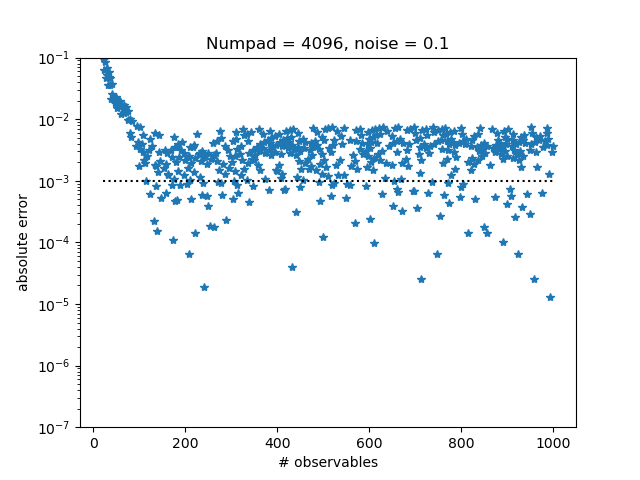 Numpad = 4096, noise = 0.1
absolute error
10⁻¹
10⁻²
10⁻³
10⁻⁴
10⁻⁵
10⁻⁶
10⁻⁷
0 200 400 600 800 1000
# observables